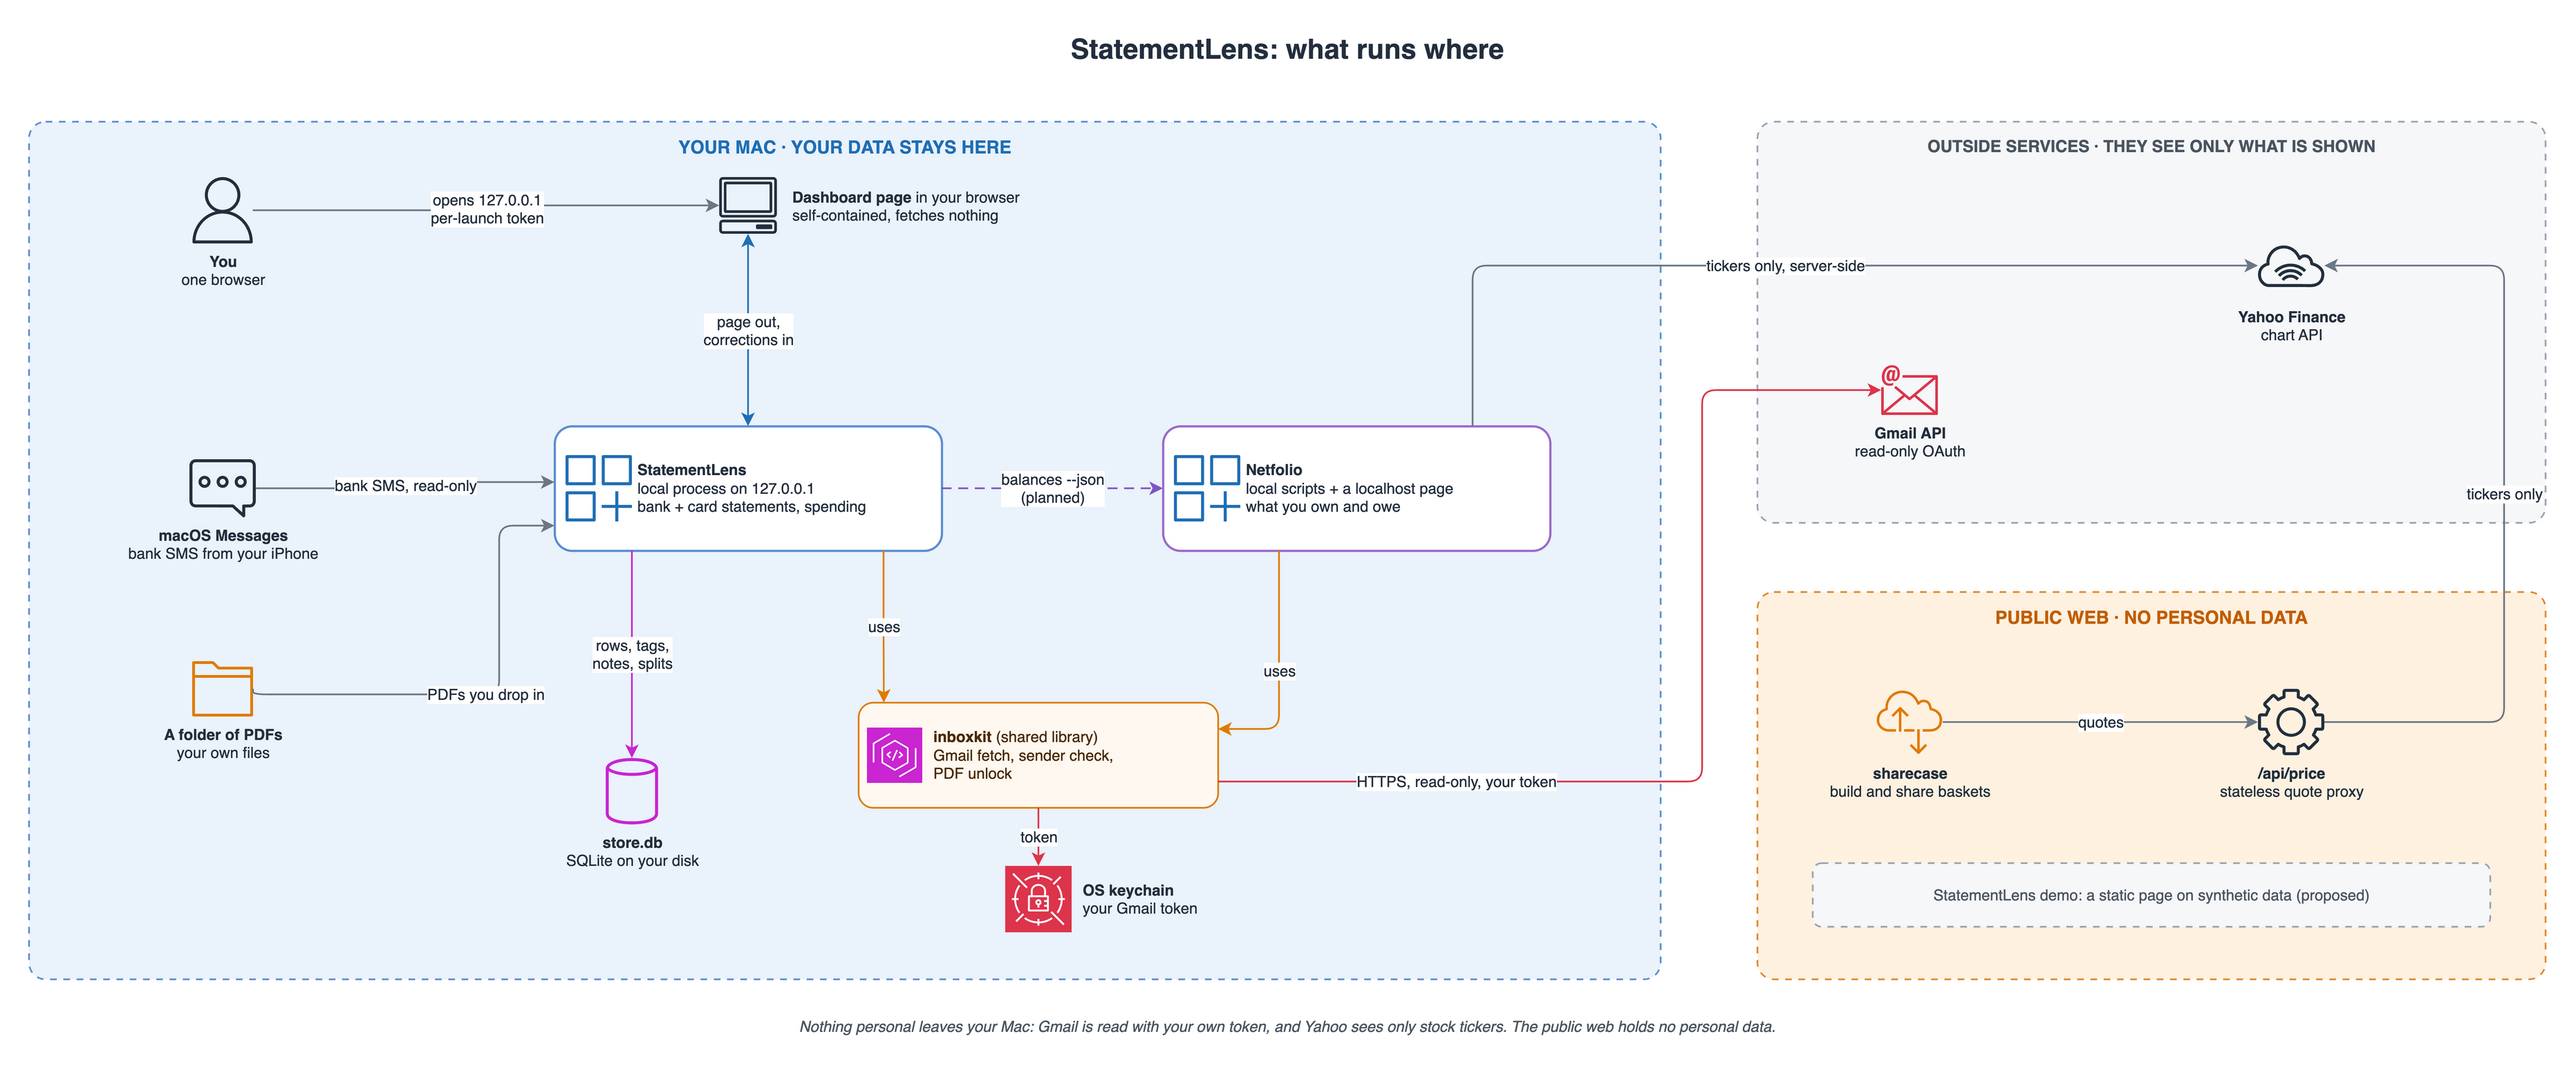 StatementLens: what runs where
YOUR MAC · YOUR DATA STAYS HERE
You
one browser
opens 127.0.0.1
per-launch token
Dashboard page in your browser
self-contained, fetches nothing
page out,
corrections in
macOS Messages
bank SMS from your iPhone
bank SMS, read-only
A folder of PDFs
your own files
PDFs you drop in
StatementLens
local process on 127.0.0.1
bank + card statements, spending
balances --json
(planned)
Netfolio
local scripts + a localhost page
what you own and owe
rows, tags,
notes, splits
uses
uses
store.db
SQLite on your disk
inboxkit (shared library)
Gmail fetch, sender check,
PDF unlock
token
OS keychain
your Gmail token
HTTPS, read-only, your token
tickers only, server-side
OUTSIDE SERVICES · THEY SEE ONLY WHAT IS SHOWN
Yahoo Finance
chart API
@
Gmail API
read-only OAuth
tickers only
PUBLIC WEB · NO PERSONAL DATA
sharecase
build and share baskets
quotes
/api/price
stateless quote proxy
StatementLens demo: a static page on synthetic data (proposed)
Nothing personal leaves your Mac: Gmail is read with your own token, and Yahoo sees only stock tickers. The public web holds no personal data.